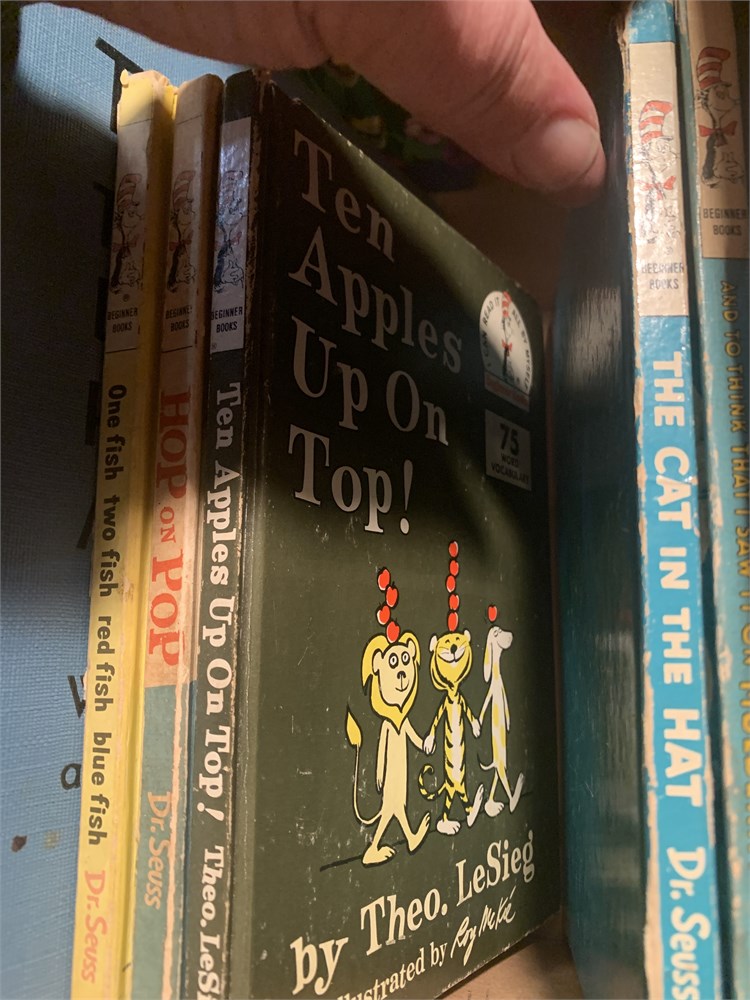 BEGINNER
BOOKS
One fish two fish red fish blue fish
Dr. Seuss
BEGINNER
BOOKS
HOP ON POP
Dr. Seuss
BEGINNER
BOOKS
Ten Apples Up On Top!
Theo. LeSi
Ten
Apples
Up On
Top!
75
WORD
VOCABULARY
by Theo. LeSieg
illustrated by Roy McKié
BEGINNER
BOOKS
THE CAT IN THE HAT
Dr. Seuss
BEGINNER
BOOKS
AND TO THINK THAT I SAW IT ON